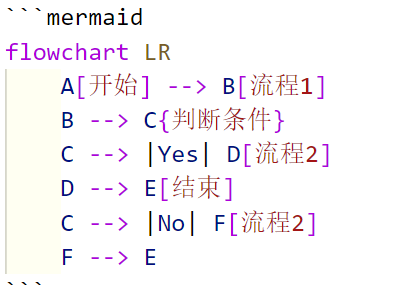 ```mermaid
flowchart LR
    A[开始] --> B[流程1]
    B --> C{判断条件}
    C --> |Yes| D[流程2]
    D --> E[结束]
    C --> |No| F[流程2]
    F --> E
```